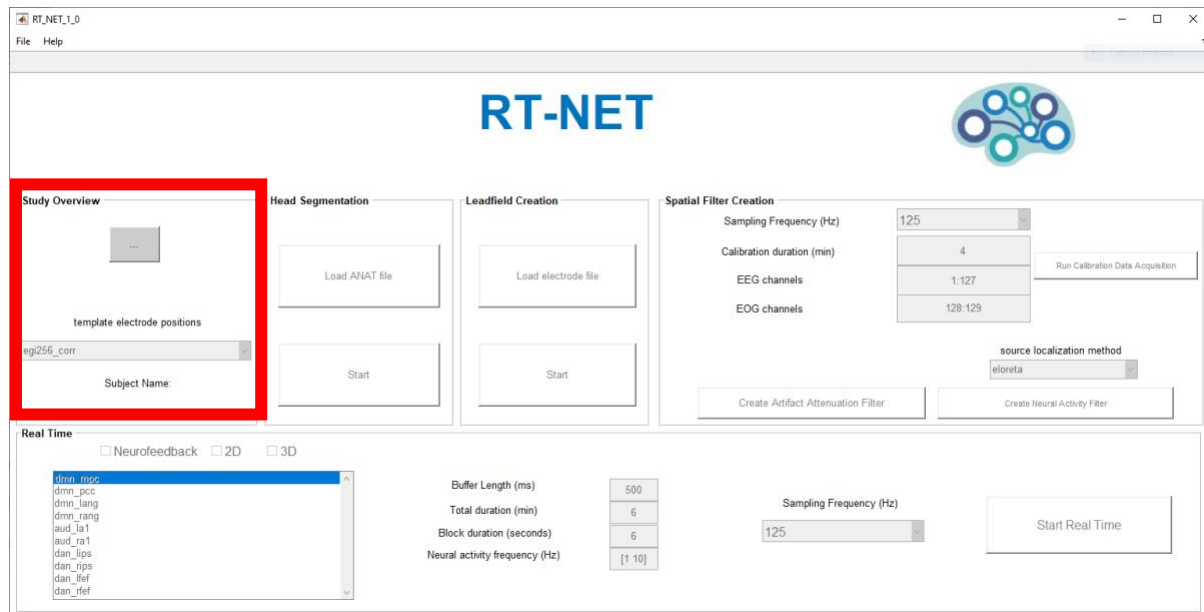 RT_NET_1_0
File Help
RT-NET
Study Overview
...
template electrode positions
egi256_corr
Subject Name:
Head Segmentation
Load ANAT file
Start
Leadfield Creation
Load electrode file
Start
Spatial Filter Creation
Sampling Frequency (Hz) 125
Calibration duration (min) 4
EEG channels 1:127
EOG channels 128:129
Run Calibration Data Acquisition
source localization method
eloreta
Create Artifact Attenuation Filter
Create Neural Activity Filter
Real Time
Neurofeedback 2D 3D
dmn_mpc
dmn_pcc
dmn_lang
dmn_rang
aud_la1
aud_ra1
dan_lips
dan_rips
dan_lfef
dan_rfef
Buffer Length (ms) 500
Total duration (min) 6
Block duration (seconds) 6
Neural activity frequency (Hz) [1 10]
Sampling Frequency (Hz)
125
Start Real Time